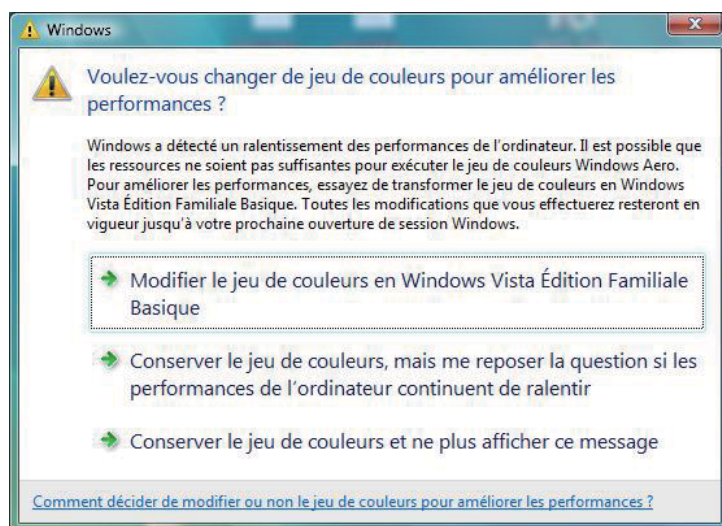 Windows
Voulez-vous changer de jeu de couleurs pour améliorer les
performances ?
Windows a détecté un ralentissement des performances de l'ordinateur. Il est possible que
les ressources ne soient pas suffisantes pour exécuter le jeu de couleurs Windows Aero.
Pour améliorer les performances, essayez de transformer le jeu de couleurs en Windows
Vista Édition Familiale Basique. Toutes les modifications que vous effectuerez resteront en
vigueur jusqu'à votre prochaine ouverture de session Windows.
Modifier le jeu de couleurs en Windows Vista Édition Familiale
Basique
Conserver le jeu de couleurs, mais me reposer la question si les
performances de l'ordinateur continuent de ralentir
Conserver le jeu de couleurs et ne plus afficher ce message
Comment décider de modifier ou non le jeu de couleurs pour améliorer les performances ?